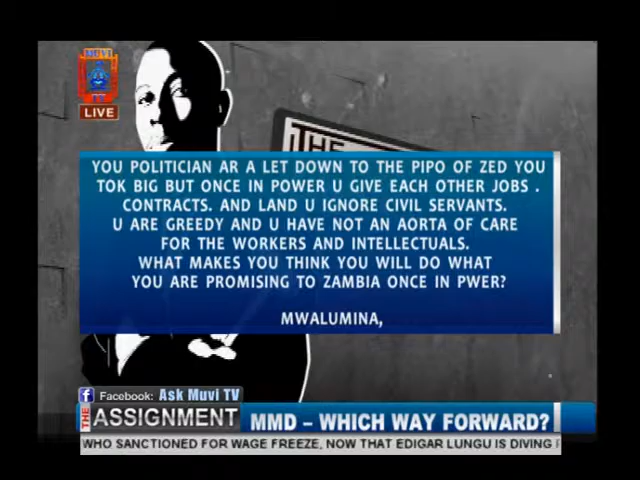 MUVI
TV
LIVE
THE
YOU POLITICIAN AR A LET DOWN TO THE PIPO OF ZED YOU
TOK BIG BUT ONCE IN POWER U GIVE EACH OTHER JOBS .
CONTRACTS. AND LAND U IGNORE CIVIL SERVANTS.
U ARE GREEDY AND U HAVE NOT AN AORTA OF CARE
FOR THE WORKERS AND INTELLECTUALS.
WHAT MAKES YOU THINK YOU WILL DO WHAT
YOU ARE PROMISING TO ZAMBIA ONCE IN PWER?
MWALUMINA,
f Facebook: Ask Muvi TV
THE ASSIGNMENT MMD – WHICH WAY FORWARD?
WHO SANCTIONED FOR WAGE FREEZE, NOW THAT EDIGAR LUNGU IS DIVING